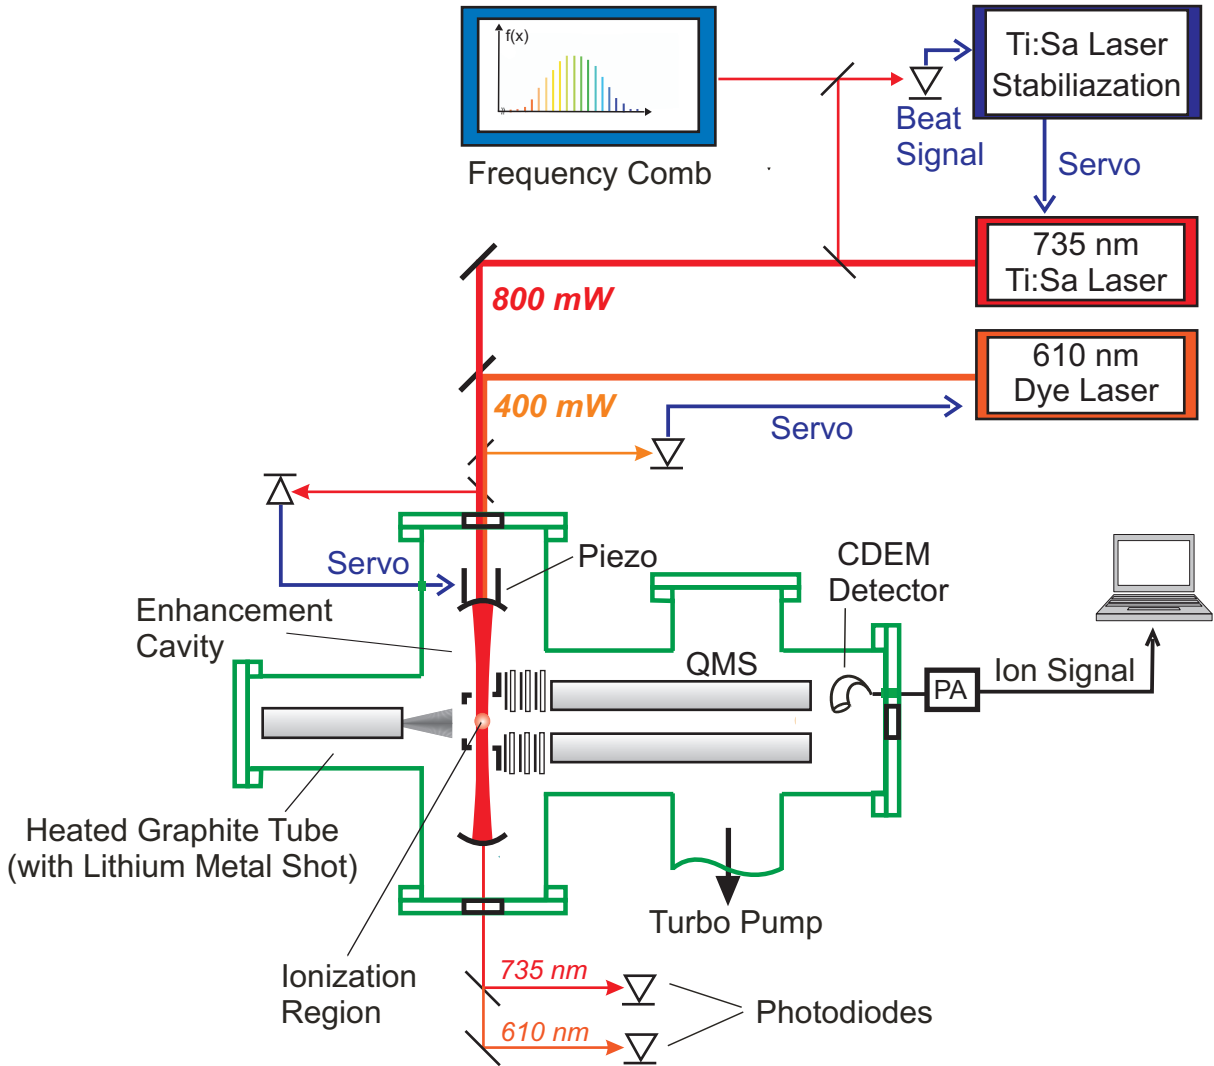 f(x)
Frequency Comb
Beat
Signal
Ti:Sa Laser
Stabiliazation
Servo
735 nm
Ti:Sa Laser
800 mW
610 nm
Dye Laser
400 mW
Servo
Servo
Piezo
CDEM
Detector
Enhancement
Cavity
QMS
PA
Ion Signal
Heated Graphite Tube
(with Lithium Metal Shot)
Turbo Pump
Ionization
Region
735 nm
610 nm
Photodiodes